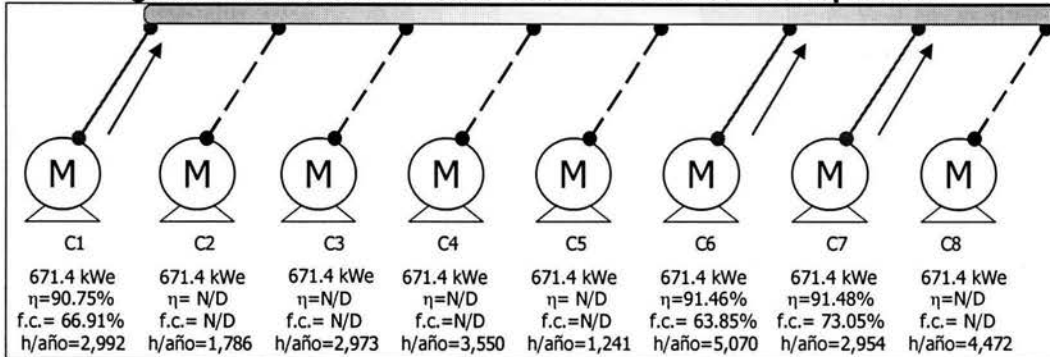 M M M M M M M M
C1 C2 C3 C4 C5 C6 C7 C8
671.4 kWe 671.4 kWe 671.4 kWe 671.4 kWe 671.4 kWe 671.4 kWe 671.4 kWe 671.4 kWe
η=90.75% η= N/D η=N/D η=N/D η= N/D η=91.46% η=91.48% η=N/D
f.c.= 66.91% f.c.= N/D f.c.= N/D f.c.=N/D f.c.= N/D f.c.= 63.85% f.c.= 73.05% f.c.= N/D
h/año=2,992 h/año=1,786 h/año=2,973 h/año=3,550 h/año=1,241 h/año=5,070 h/año=2,954 h/año=4,472